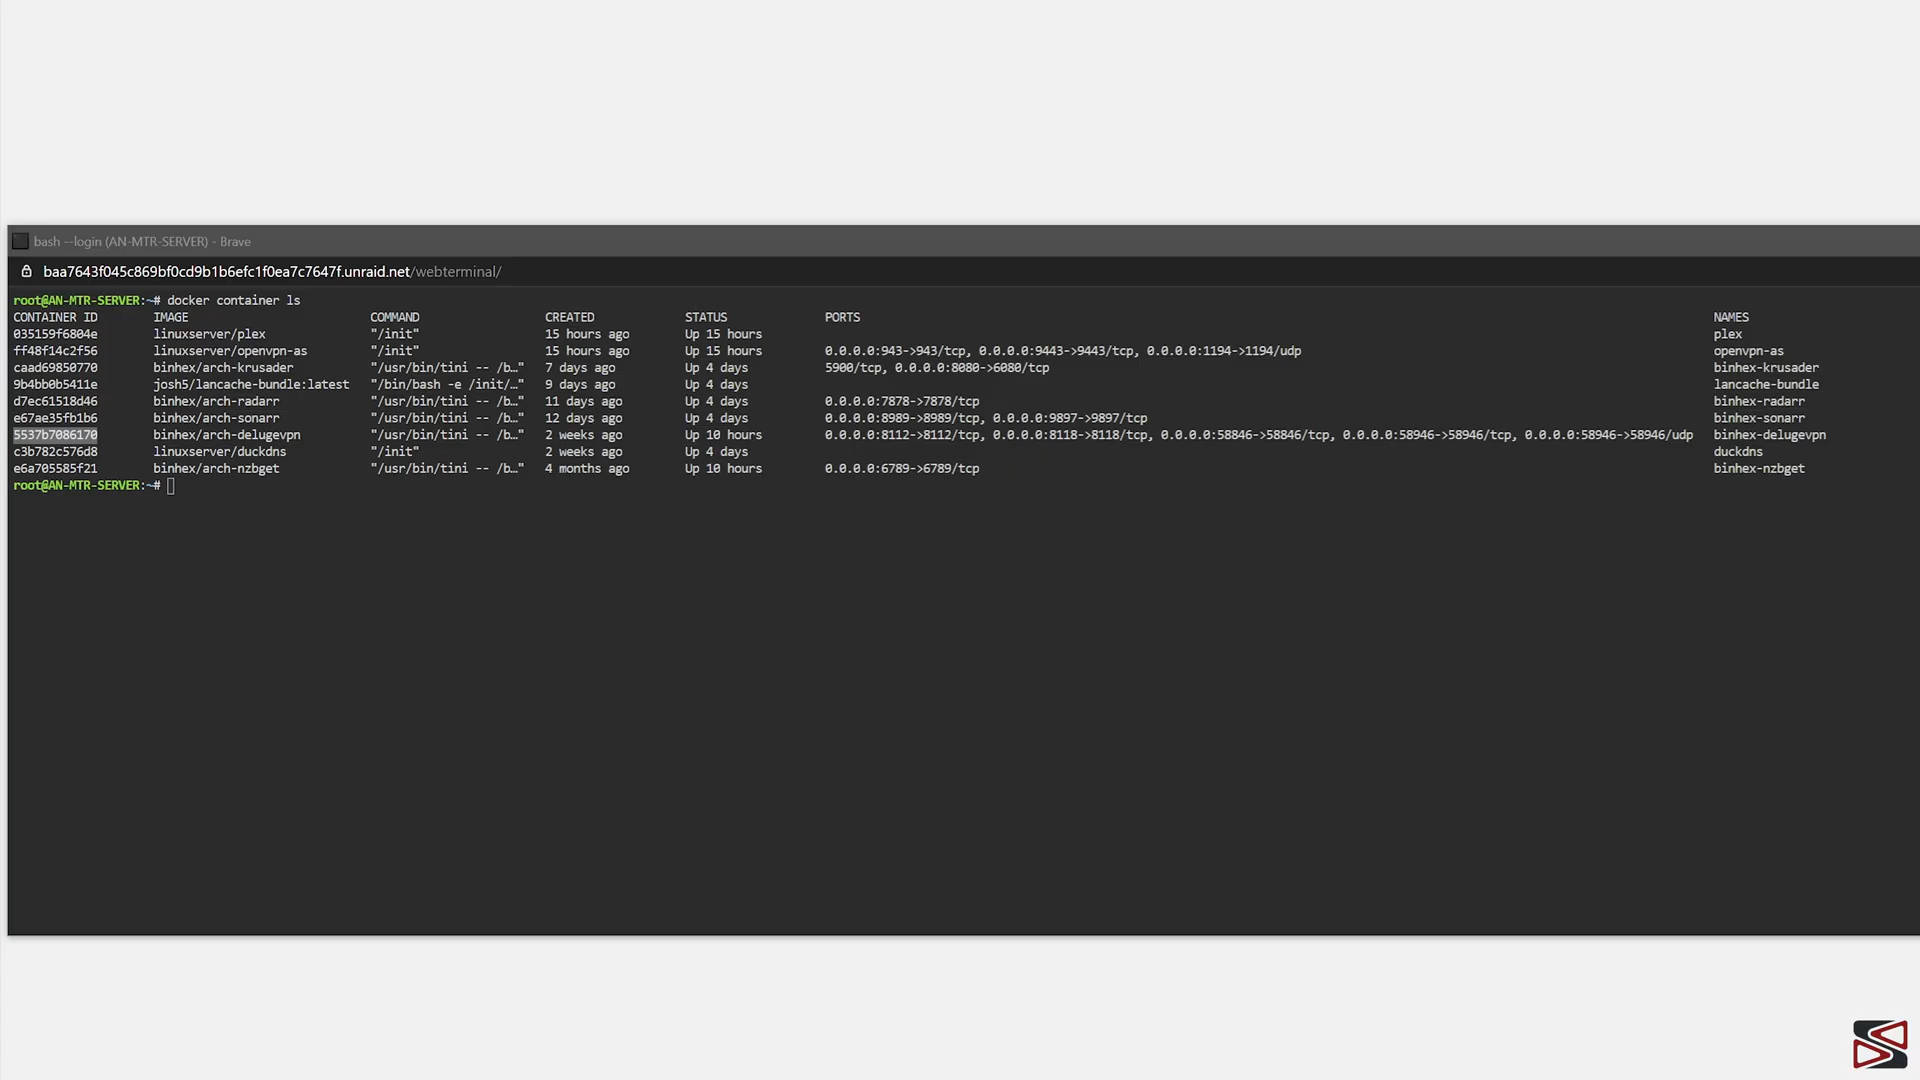 bash --login (AN-MTR-SERVER) - Brave
baa7643f045c869bf0cd9b1b6efc1f0ea7c7647f.unraid.net/webterminal/
root@AN-MTR-SERVER:~# docker container ls
CONTAINER ID IMAGE COMMAND CREATED STATUS PORTS NAMES
035159f6804e linuxserver/plex "/init" 15 hours ago Up 15 hours plex
ff48f14c2f56 linuxserver/openvpn-as "/init" 15 hours ago Up 15 hours 0.0.0.0:943->943/tcp, 0.0.0.0:9443->9443/tcp, 0.0.0.0:1194->1194/udp openvpn-as
caad69850770 binhex/arch-krusader "/usr/bin/tini -- /b…" 7 days ago Up 4 days 5900/tcp, 0.0.0.0:8080->6080/tcp binhex-krusader
9b4bb0b5411e josh5/lancache-bundle:latest "/bin/bash -e /init/…" 9 days ago Up 4 days lancache-bundle
d7ec61518d46 binhex/arch-radarr "/usr/bin/tini -- /b…" 11 days ago Up 4 days 0.0.0.0:7878->7878/tcp binhex-radarr
e67ae35fb1b6 binhex/arch-sonarr "/usr/bin/tini -- /b…" 12 days ago Up 4 days 0.0.0.0:8989->8989/tcp, 0.0.0.0:9897->9897/tcp binhex-sonarr
5537b7086170 binhex/arch-delugevpn "/usr/bin/tini -- /b…" 2 weeks ago Up 10 hours 0.0.0.0:8112->8112/tcp, 0.0.0.0:8118->8118/tcp, 0.0.0.0:58846->58846/tcp, 0.0.0.0:58946->58946/tcp, 0.0.0.0:58946->58946/udp binhex-delugevpn
c3b782c576d8 linuxserver/duckdns "/init" 2 weeks ago Up 4 days duckdns
e6a705585f21 binhex/arch-nzbget "/usr/bin/tini -- /b…" 4 months ago Up 10 hours 0.0.0.0:6789->6789/tcp binhex-nzbget
root@AN-MTR-SERVER:~#